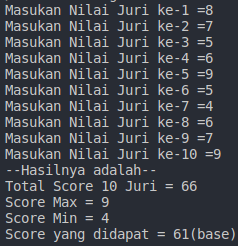 Masukan Nilai Juri ke-1 =8
Masukan Nilai Juri ke-2 =7
Masukan Nilai Juri ke-3 =5
Masukan Nilai Juri ke-4 =6
Masukan Nilai Juri ke-5 =9
Masukan Nilai Juri ke-6 =5
Masukan Nilai Juri ke-7 =4
Masukan Nilai Juri ke-8 =6
Masukan Nilai Juri ke-9 =7
Masukan Nilai Juri ke-10 =9
--Hasilnya adalah--
Total Score 10 Juri = 66
Score Max = 9
Score Min = 4
Score yang didapat = 61(base)